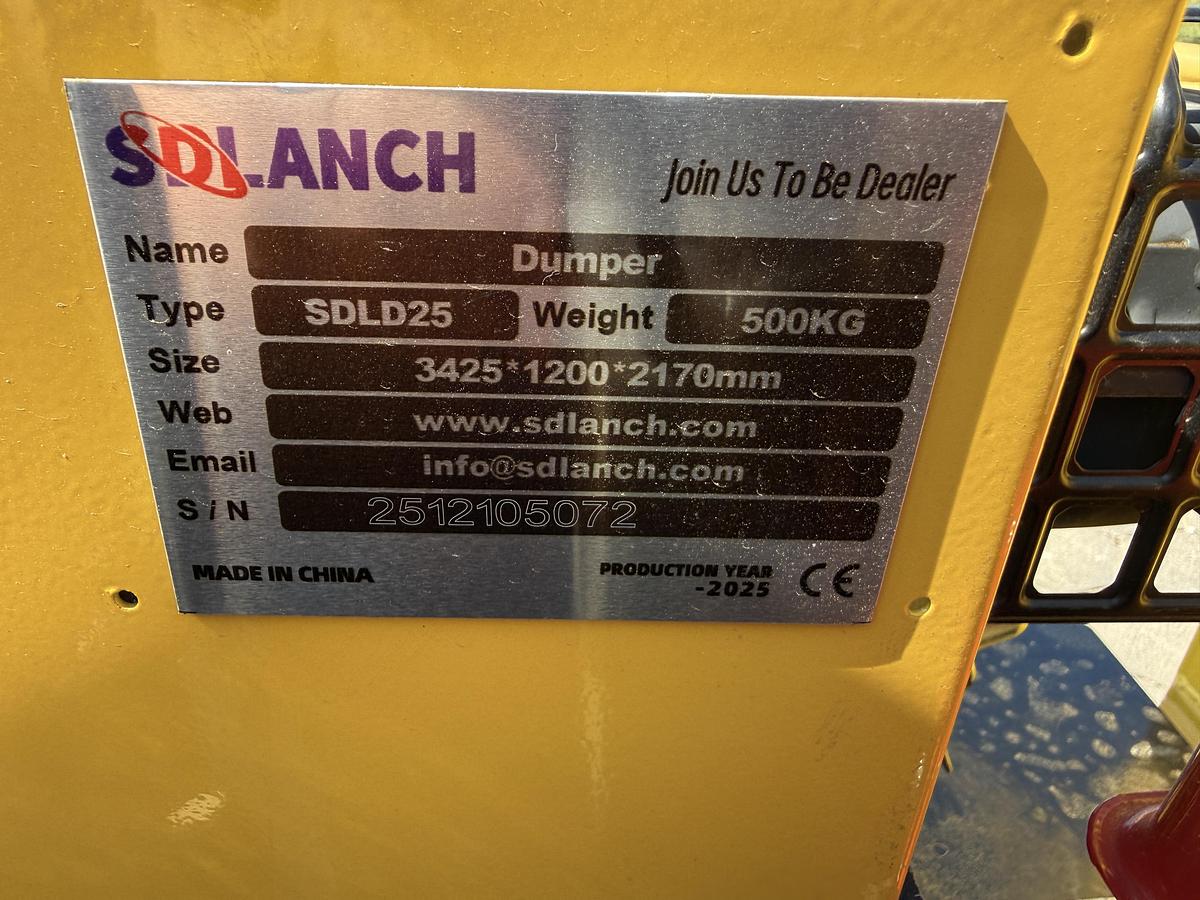 SDLANCH
Join Us To Be Dealer
Name Dumper
Type SDLD25 Weight 500KG
Size 3425*1200*2170mm
Web www.sdlanch.com
Email info@sdlanch.com
S/N 2512105072
MADE IN CHINA
PRODUCTION YEAR
-2025
CE